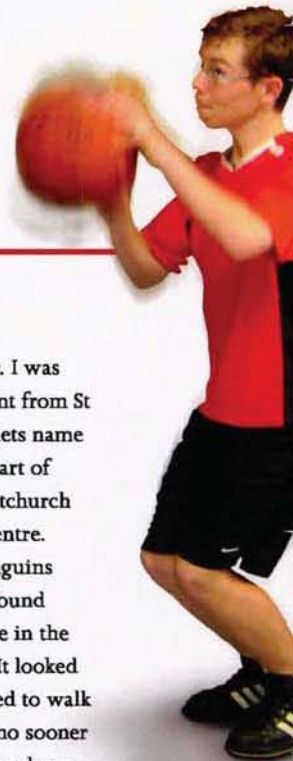 . I was
nt from St
ets name
art of
tchurch
entre.
guins
ound
e in the
It looked
ed to walk
no sooner